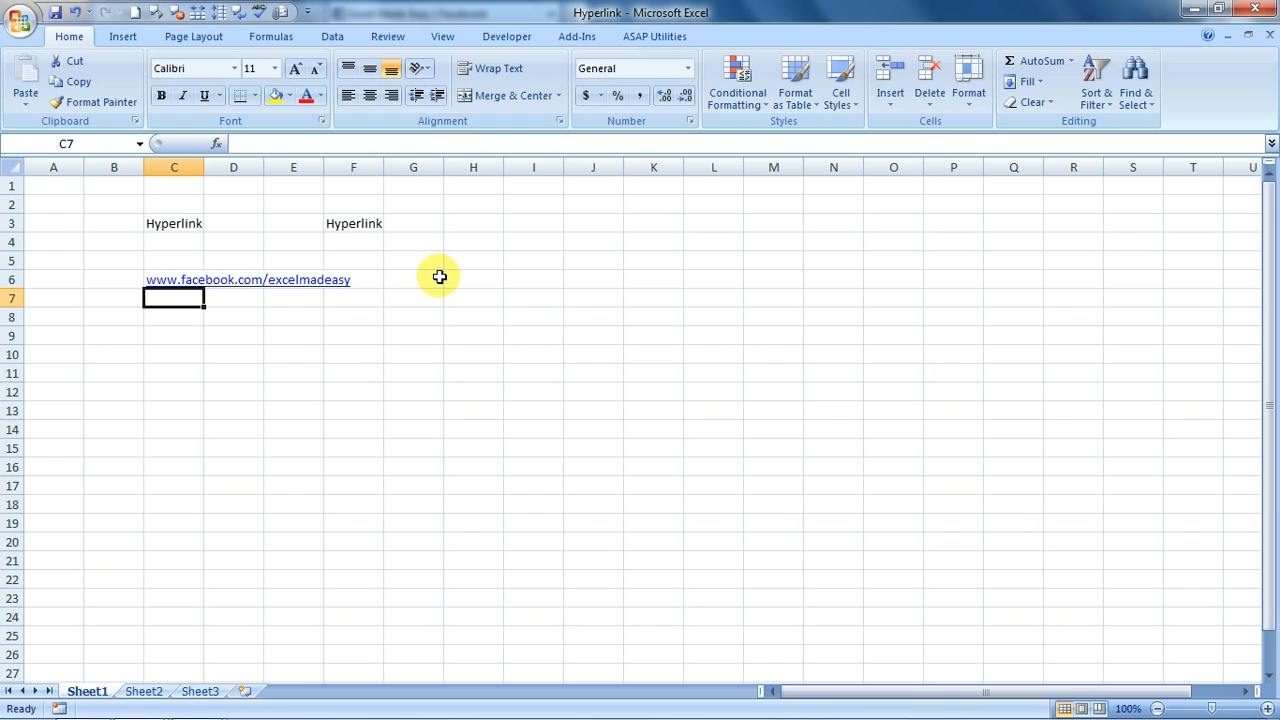 Hyperlink - Microsoft Excel
Home Insert Page Layout Formulas Data Review View Developer Add-Ins ASAP Utilities
Paste Cut Copy Format Painter Clipboard
Calibri 11 B I U A A A Font
Wrap Text Merge & Center Alignment
General $ % , Number
Conditional Formatting Format as Table Cell Styles Styles
Insert Delete Format Cells
Σ AutoSum Fill Clear Sort & Filter Find & Select Editing
C7 fx
A B C D E F G H I J K L M N O P Q R S T U
1
2
3 Hyperlink Hyperlink
4
5
6 www.facebook.com/excelmadeasy
7
8
9
10
11
12
13
14
15
16
17
18
19
20
21
22
23
24
25
26
27
Sheet1 Sheet2 Sheet3
Ready 100%